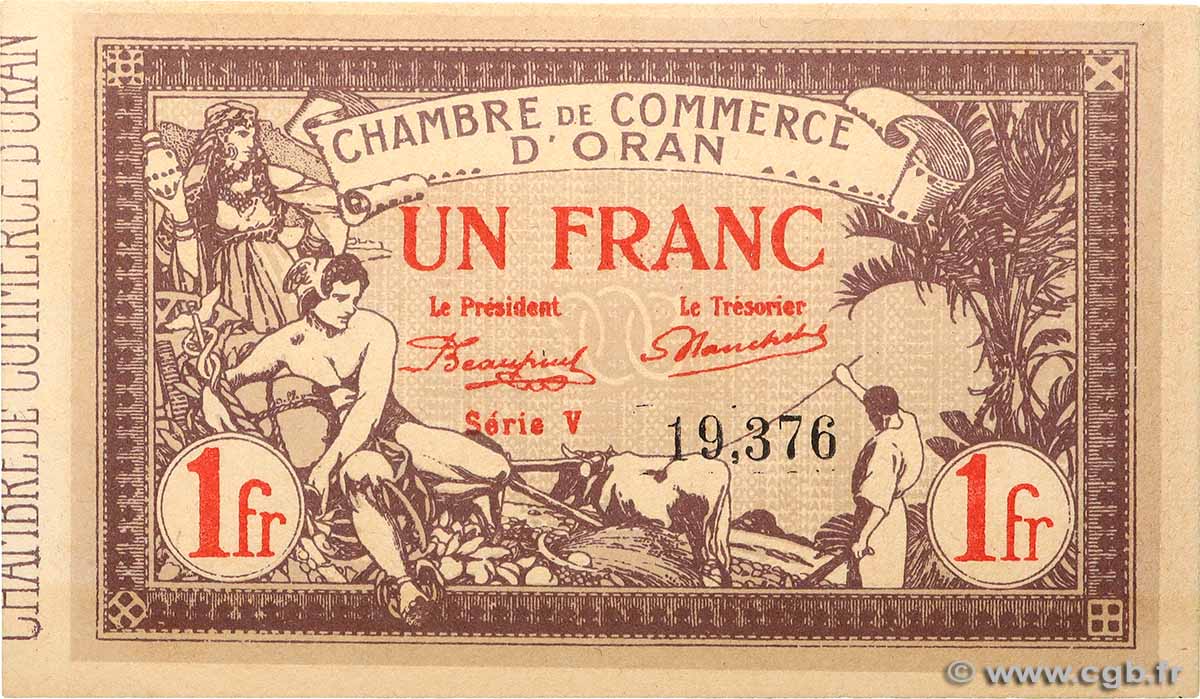 CHAMBRE DE COMMERCE D'ORAN
CHAMBRE DE COMMERCE
D'ORAN
UN FRANC
Le Président
Le Trésorier
Série V
19,376
1fr
1fr
© www.cgb.fr